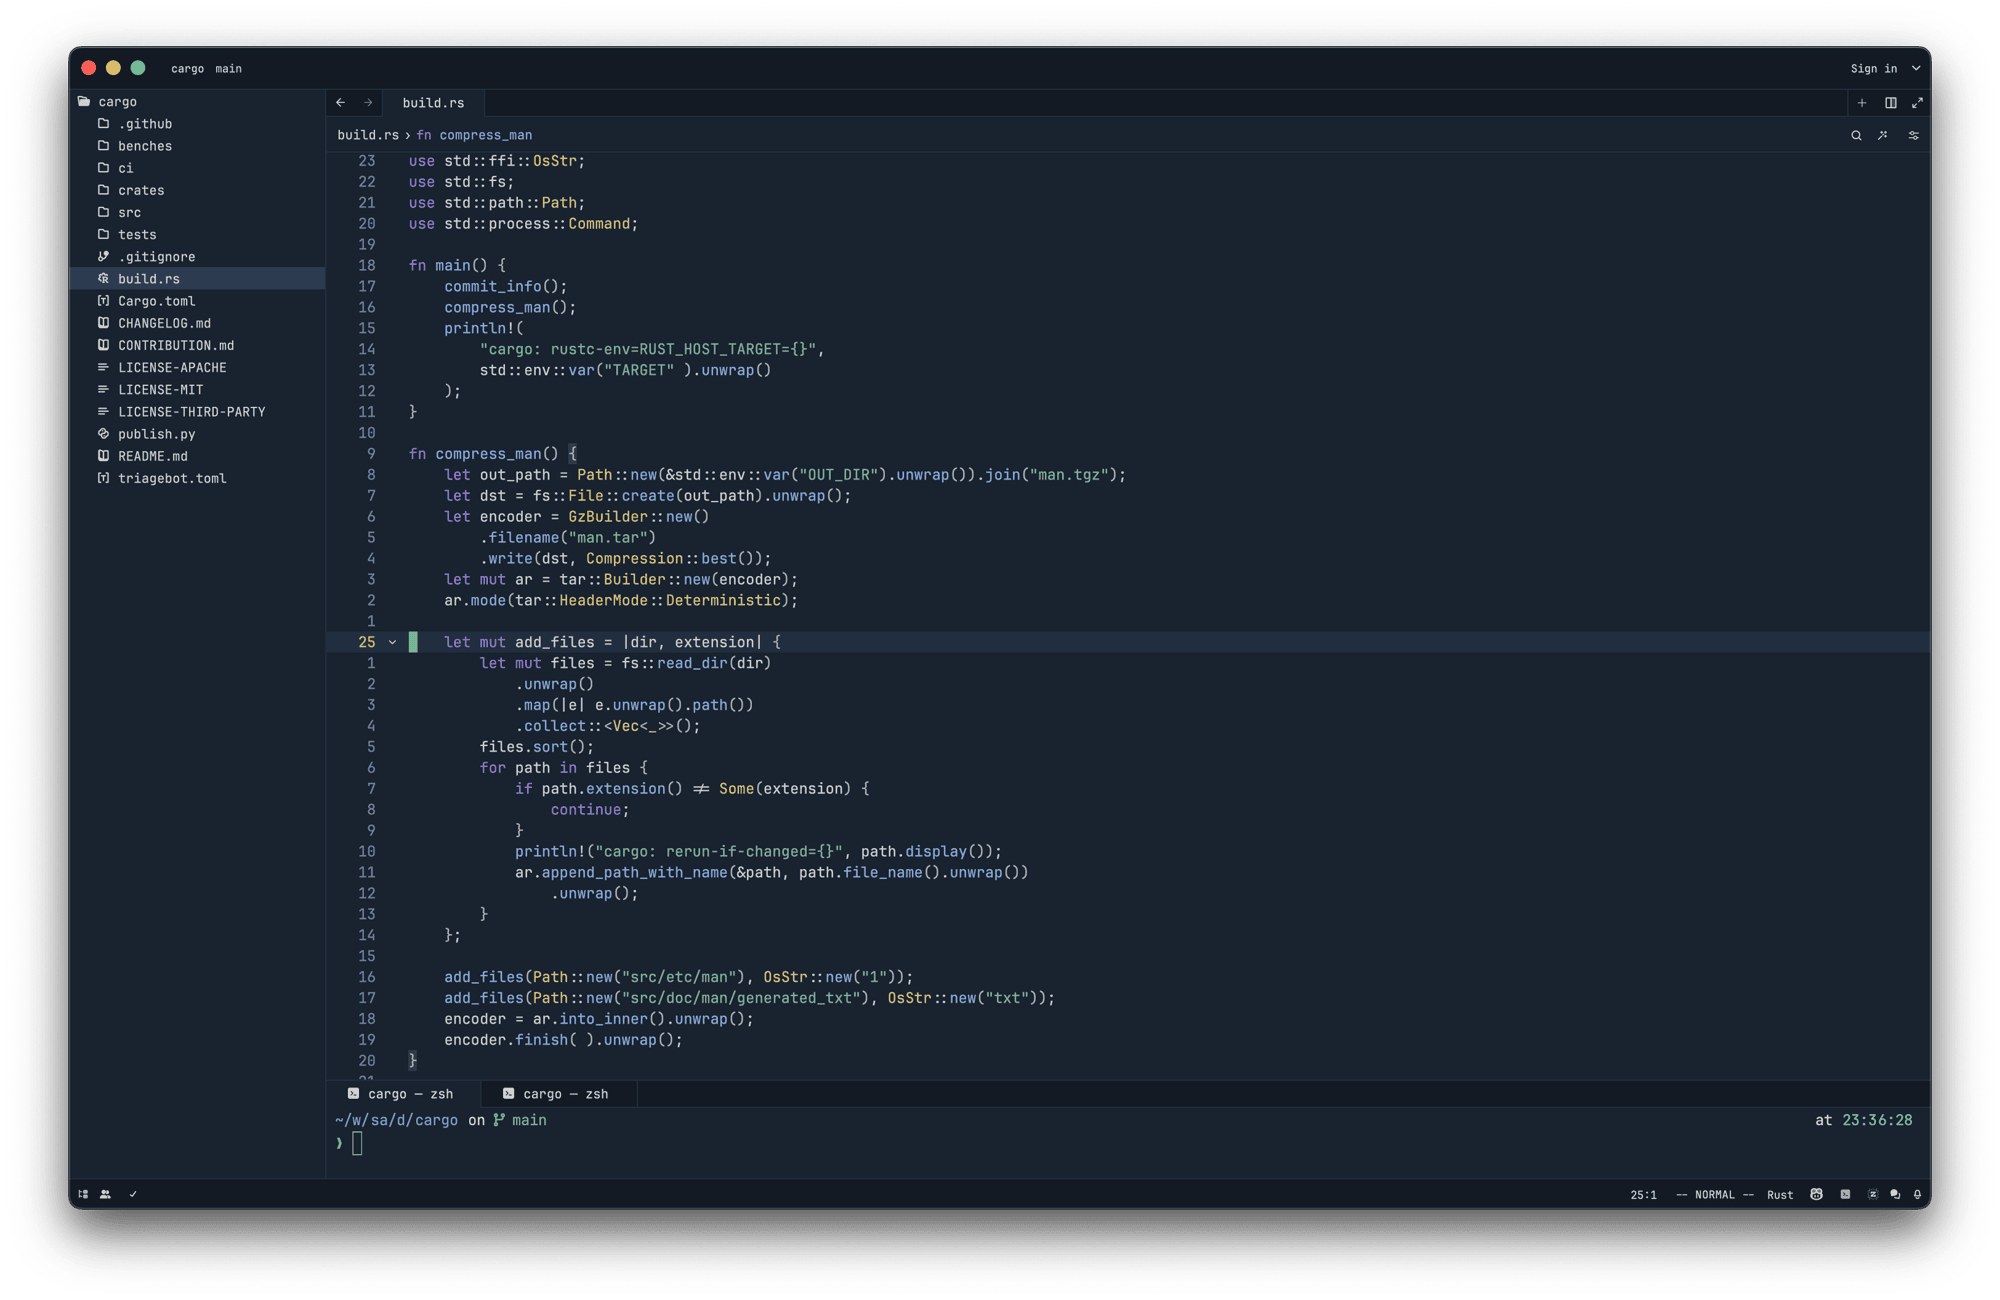 cargo main
Sign in
cargo
.github
benches
ci
crates
src
tests
.gitignore
build.rs
Cargo.toml
CHANGELOG.md
CONTRIBUTION.md
LICENSE-APACHE
LICENSE-MIT
LICENSE-THIRD-PARTY
publish.py
README.md
triagebot.toml
build.rs
build.rs › fn compress_man
23 use std::ffi::OsStr;
22 use std::fs;
21 use std::path::Path;
20 use std::process::Command;
19
18 fn main() {
17     commit_info();
16     compress_man();
15     println!(
14         "cargo: rustc-env=RUST_HOST_TARGET={}",
13         std::env::var("TARGET" ).unwrap()
12     );
11 }
10
9 fn compress_man() {
8     let out_path = Path::new(&std::env::var("OUT_DIR").unwrap()).join("man.tgz");
7     let dst = fs::File::create(out_path).unwrap();
6     let encoder = GzBuilder::new()
5         .filename("man.tar")
4         .write(dst, Compression::best());
3     let mut ar = tar::Builder::new(encoder);
2     ar.mode(tar::HeaderMode::Deterministic);
1
25     let mut add_files = |dir, extension| {
1         let mut files = fs::read_dir(dir)
2             .unwrap()
3             .map(|e| e.unwrap().path())
4             .collect::<Vec<_>>();
5         files.sort();
6         for path in files {
7             if path.extension() != Some(extension) {
8                 continue;
9             }
10             println!("cargo: rerun-if-changed={}", path.display());
11             ar.append_path_with_name(&path, path.file_name().unwrap())
12                 .unwrap();
13         }
14     };
15
16     add_files(Path::new("src/etc/man"), OsStr::new("1"));
17     add_files(Path::new("src/doc/man/generated_txt"), OsStr::new("txt"));
18     encoder = ar.into_inner().unwrap();
19     encoder.finish( ).unwrap();
20 }
21
cargo — zsh
cargo — zsh
~/w/sa/d/cargo on main
at 23:36:28
❯
25:1 -- NORMAL -- Rust